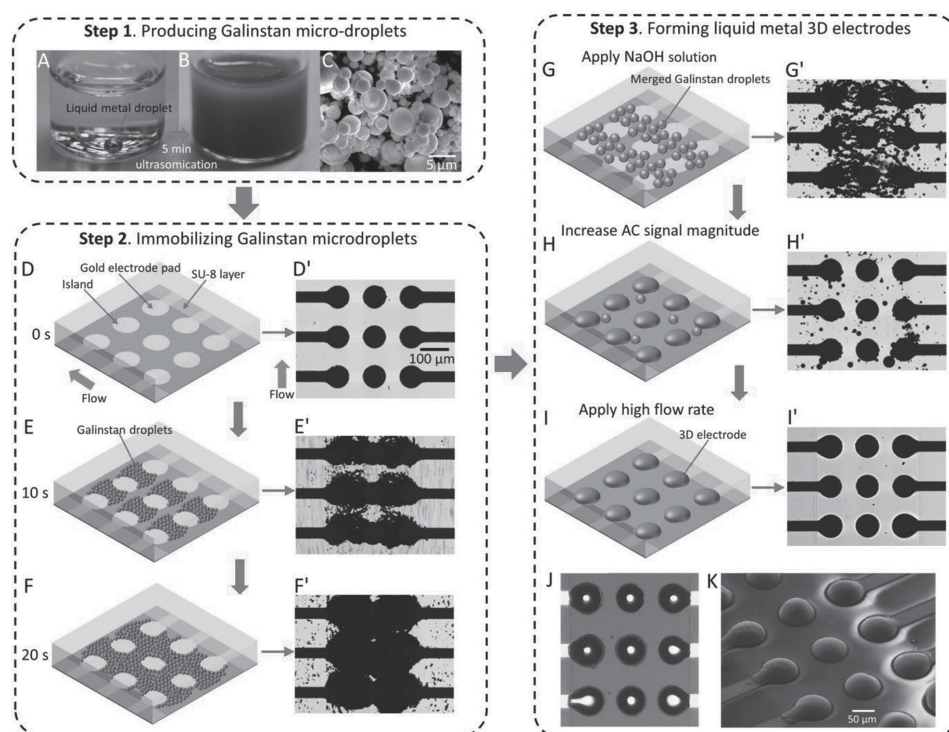 Step 1. Producing Galinstan micro-droplets
A
B
C
Liquid metal droplet
5 min
ultrasomication
5 μm
Step 2. Immobilizing Galinstan microdroplets
D
Gold electrode pad
Island
SU-8 layer
0 s
Flow
D'
100 μm
Flow
E
Galinstan droplets
10 s
E'
F
20 s
F'
Step 3. Forming liquid metal 3D electrodes
Apply NaOH solution
G
Merged Galinstan droplets
G'
Increase AC signal magnitude
H
H'
Apply high flow rate
I
3D electrode
I'
J
K
50 μm